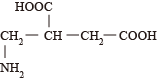 HOOC
CH₂ — CH — CH₂ — COOH
NH₂